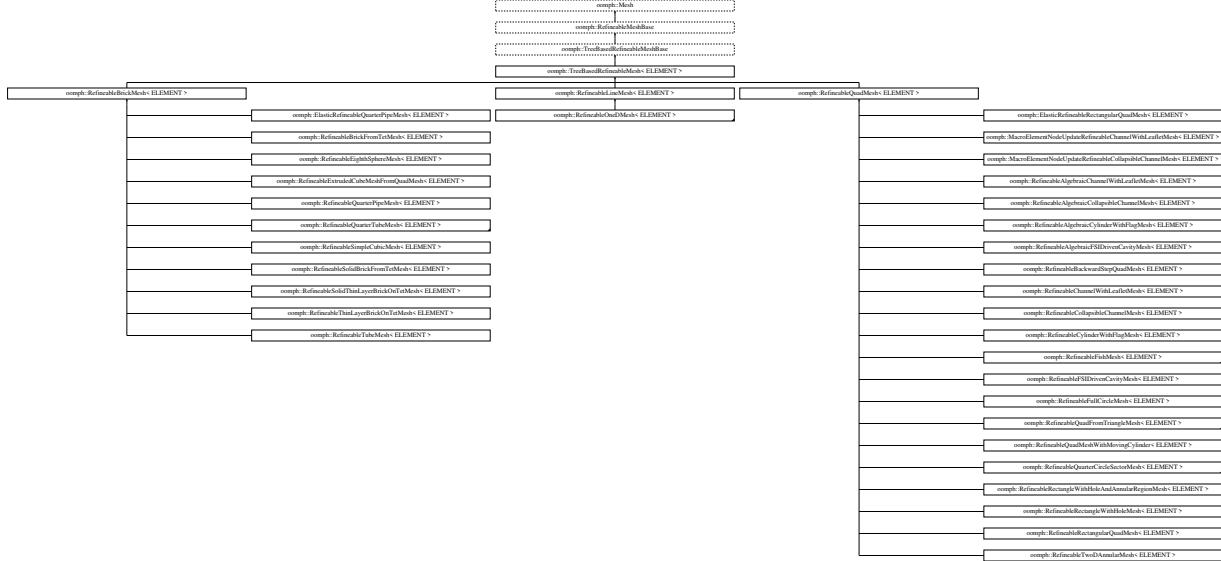 oomph::Mesh
oomph::RefineableMeshBase
oomph::TreeBasedRefineableMeshBase
oomph::TreeBasedRefineableMesh< ELEMENT >
oomph::RefineableBrickMesh< ELEMENT >
oomph::RefineableLineMesh< ELEMENT >
oomph::RefineableQuadMesh< ELEMENT >
oomph::ElasticRefineableQuarterPipeMesh< ELEMENT >
oomph::RefineableBrickFromTetMesh< ELEMENT >
oomph::RefineableEighthSphereMesh< ELEMENT >
oomph::RefineableExtrudedCubeMeshFromQuadMesh< ELEMENT >
oomph::RefineableQuarterPipeMesh< ELEMENT >
oomph::RefineableQuarterTubeMesh< ELEMENT >
oomph::RefineableSimpleCubicMesh< ELEMENT >
oomph::RefineableSolidBrickFromTetMesh< ELEMENT >
oomph::RefineableSolidThinLayerBrickOnTetMesh< ELEMENT >
oomph::RefineableThinLayerBrickOnTetMesh< ELEMENT >
oomph::RefineableTubeMesh< ELEMENT >
oomph::RefineableOneDMesh< ELEMENT >
oomph::ElasticRefineableRectangularQuadMesh< ELEMENT >
oomph::MacroElementNodeUpdateRefineableChannelWithLeafletMesh< ELEMENT >
oomph::MacroElementNodeUpdateRefineableCollapsibleChannelMesh< ELEMENT >
oomph::RefineableAlgebraicChannelWithLeafletMesh< ELEMENT >
oomph::RefineableAlgebraicCollapsibleChannelMesh< ELEMENT >
oomph::RefineableAlgebraicCylinderWithFlagMesh< ELEMENT >
oomph::RefineableAlgebraicFSIDrivenCavityMesh< ELEMENT >
oomph::RefineableBackwardStepQuadMesh< ELEMENT >
oomph::RefineableChannelWithLeafletMesh< ELEMENT >
oomph::RefineableCollapsibleChannelMesh< ELEMENT >
oomph::RefineableCylinderWithFlagMesh< ELEMENT >
oomph::RefineableFishMesh< ELEMENT >
oomph::RefineableFSIDrivenCavityMesh< ELEMENT >
oomph::RefineableFullCircleMesh< ELEMENT >
oomph::RefineableQuadFromTriangleMesh< ELEMENT >
oomph::RefineableQuadMeshWithMovingCylinder< ELEMENT >
oomph::RefineableQuarterCircleSectorMesh< ELEMENT >
oomph::RefineableRectangleWithHoleAndAnnularRegionMesh< ELEMENT >
oomph::RefineableRectangleWithHoleMesh< ELEMENT >
oomph::RefineableRectangularQuadMesh< ELEMENT >
oomph::RefineableTwoDAnnularMesh< ELEMENT >